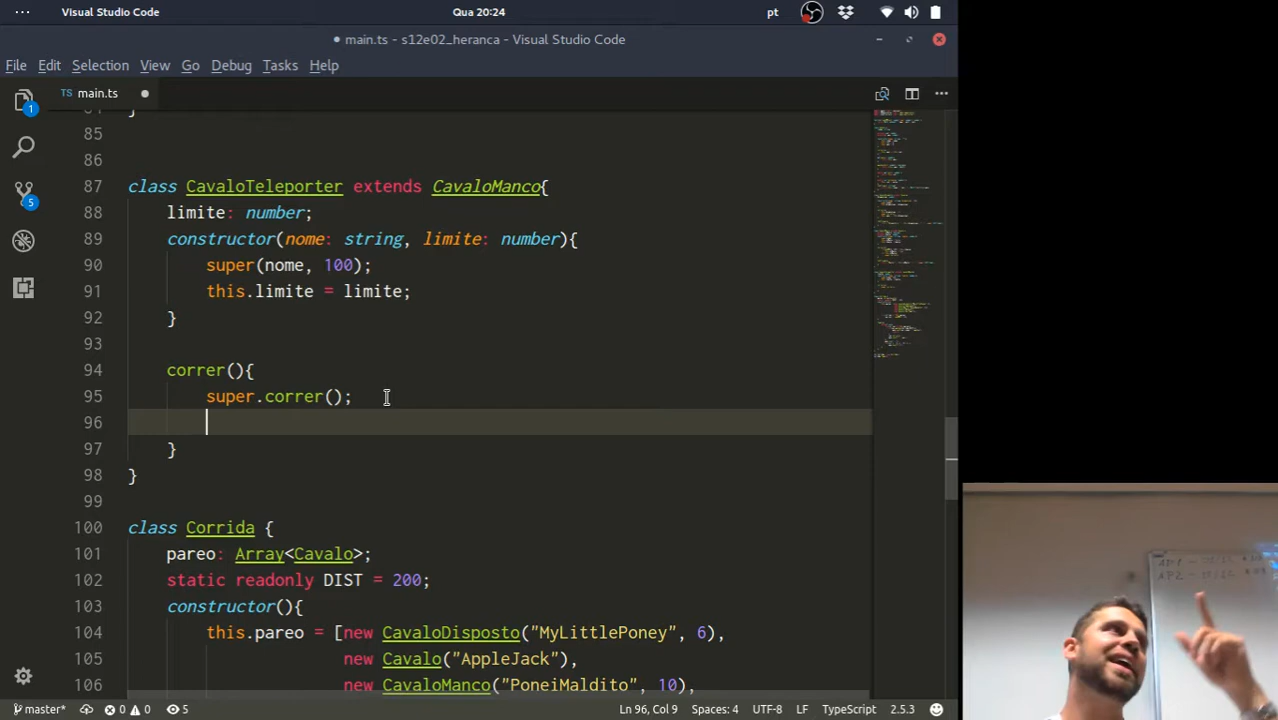 Visual Studio Code
Qua 20:24
pt
main.ts - s12e02_heranca - Visual Studio Code
File Edit Selection View Go Debug Tasks Help
TS main.ts
1
5
84 }
85
86
87 class CavaloTeleporter extends CavaloManco{
88 limite: number;
89 constructor(nome: string, limite: number){
90 super(nome, 100);
91 this.limite = limite;
92 }
93
94 correr(){
95 super.correr();
96
97 }
98 }
99
100 class Corrida {
101 pareo: Array<Cavalo>;
102 static readonly DIST = 200;
103 constructor(){
104 this.pareo = [new CavaloDisposto("MyLittlePoney", 6),
105 new Cavalo("AppleJack"),
106 new CavaloManco("PoneiMaldito", 10),
master* 0 0 5 Ln 96, Col 9 Spaces: 4 UTF-8 LF TypeScript 2.5.3